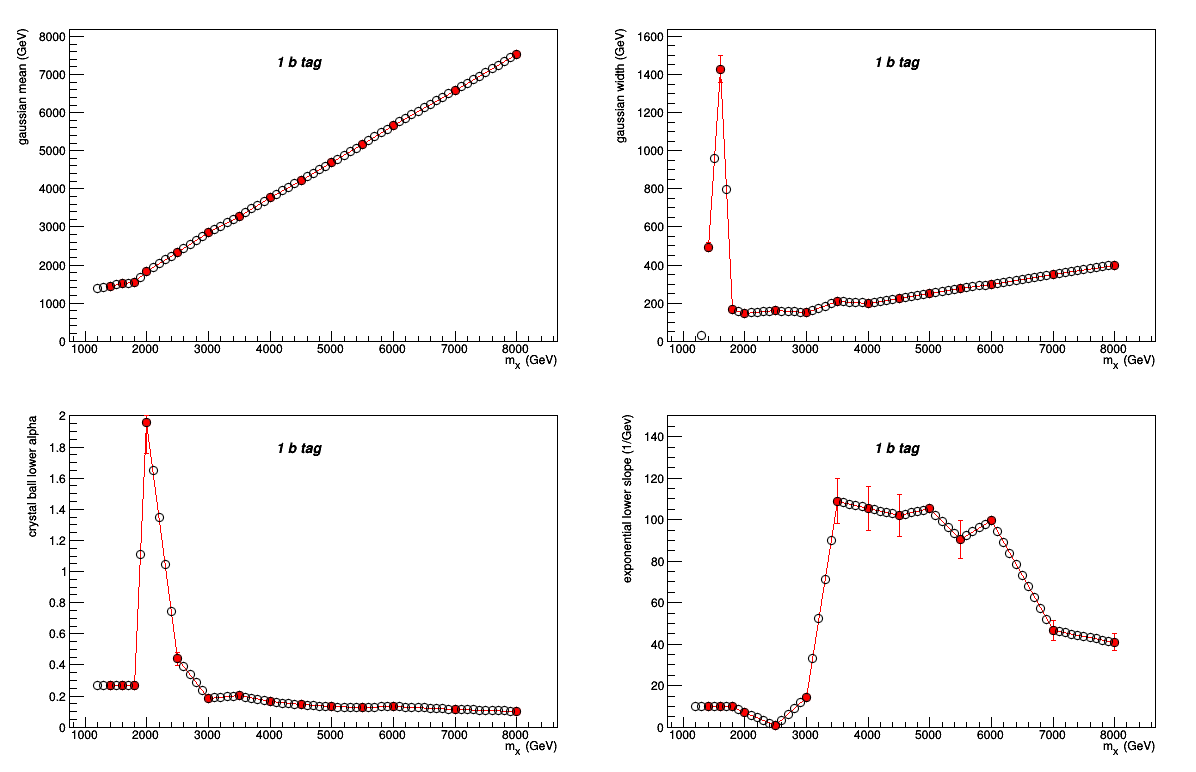 gaussian mean (GeV)
8000
7000
6000
5000
4000
3000
2000
1000
0
1 b tag
1000 2000 3000 4000 5000 6000 7000 8000
m_x (GeV)
gaussian width (GeV)
1600
1400
1200
1000
800
600
400
200
0
1 b tag
1000 2000 3000 4000 5000 6000 7000 8000
m_x (GeV)
crystal ball lower alpha
2
1.8
1.6
1.4
1.2
1
0.8
0.6
0.4
0.2
0
1 b tag
1000 2000 3000 4000 5000 6000 7000 8000
m_x (GeV)
exponential lower slope (1/Gev)
140
120
100
80
60
40
20
0
1 b tag
1000 2000 3000 4000 5000 6000 7000 8000
m_x (GeV)